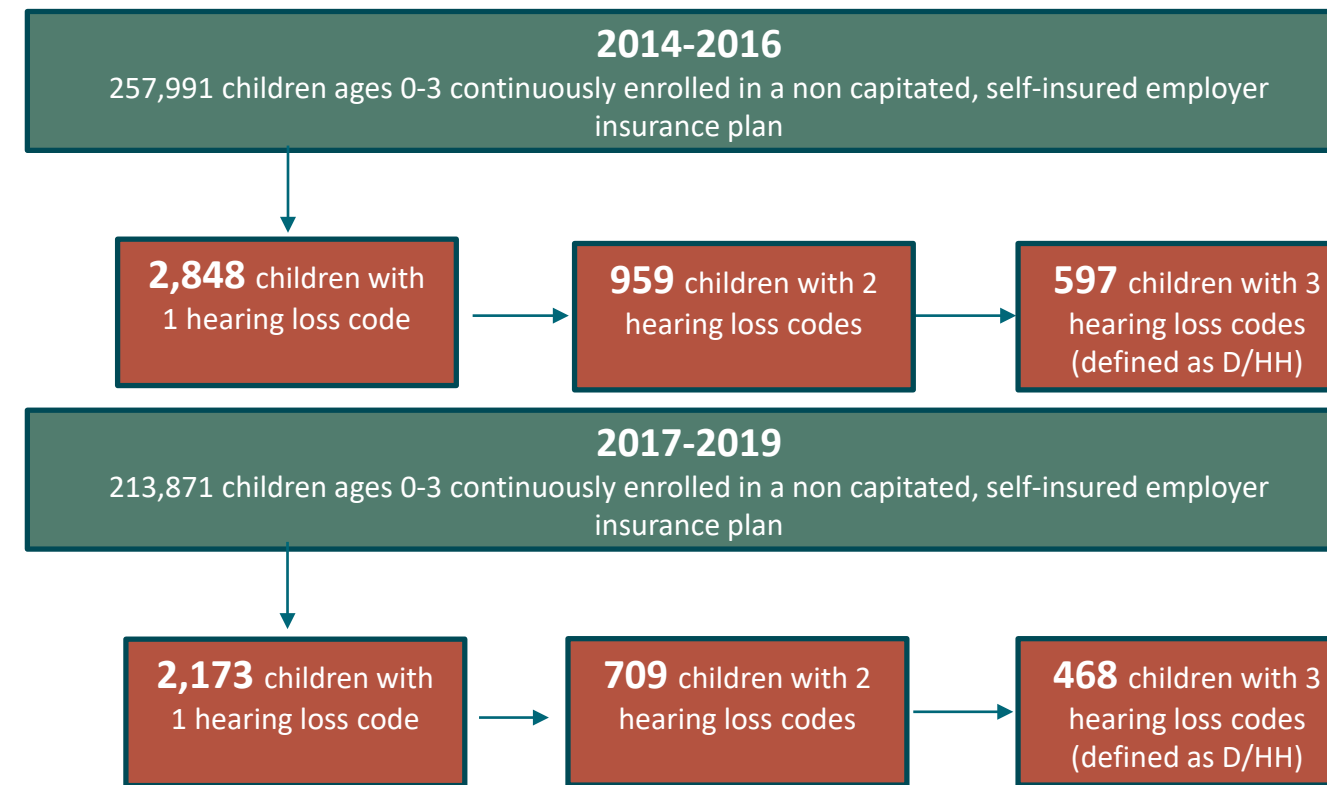 2014-2016
257,991 children ages 0-3 continuously enrolled in a non capitated, self-insured employer
insurance plan
2,848 children with
1 hearing loss code
959 children with 2
hearing loss codes
597 children with 3
hearing loss codes
(defined as D/HH)
2017-2019
213,871 children ages 0-3 continuously enrolled in a non capitated, self-insured employer
insurance plan
2,173 children with
1 hearing loss code
709 children with 2
hearing loss codes
468 children with 3
hearing loss codes
(defined as D/HH)